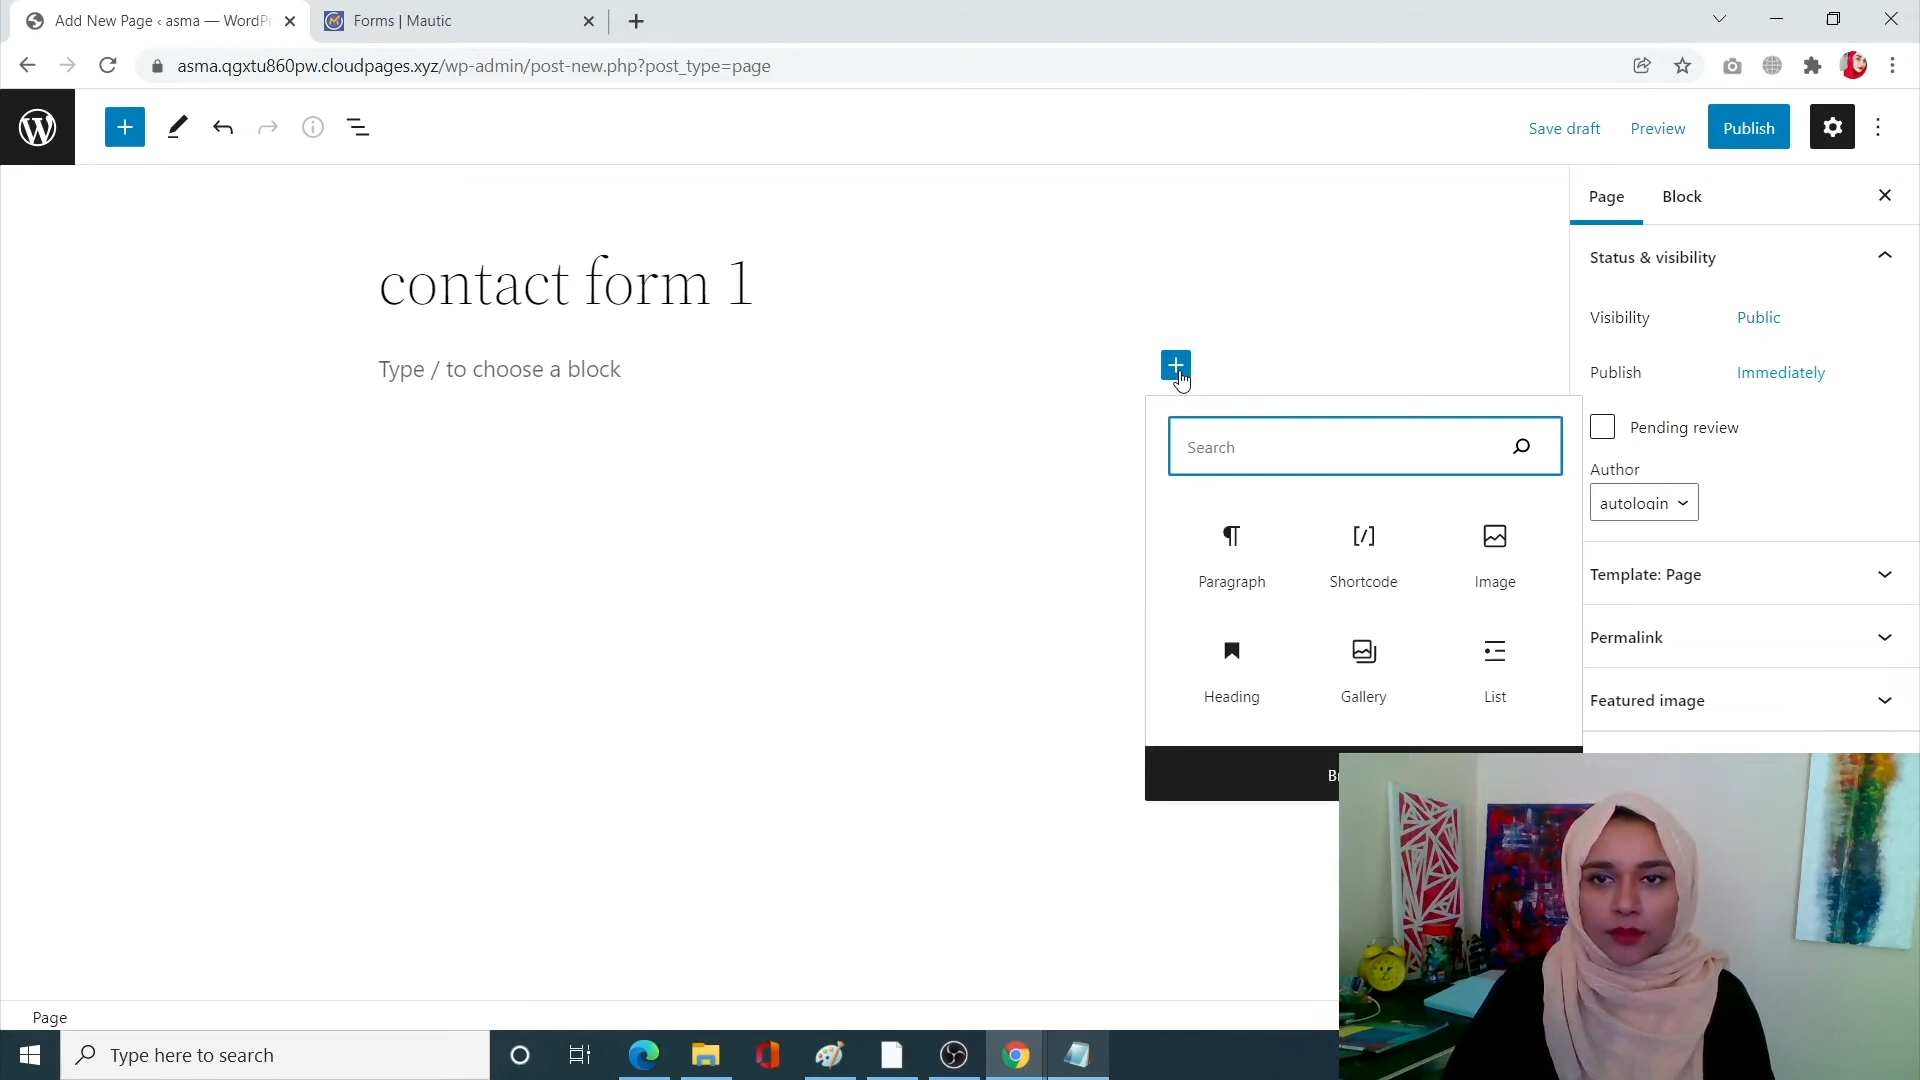 Add New Page ‹ asma — WordP
Forms | Mautic
asma.qgxtu860pw.cloudpages.xyz/wp-admin/post-new.php?post_type=page
Save draft
Preview
Publish
Page
Block
contact form 1
Type / to choose a block
Search
Paragraph
Shortcode
Image
Heading
Gallery
List
Status & visibility
Visibility
Public
Publish
Immediately
Pending review
Author
autologin
Template: Page
Permalink
Featured image
Page
Type here to search